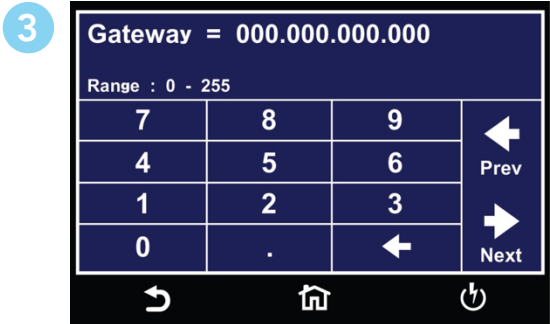 3
Gateway = 000.000.000.000
Range : 0 - 255
7 8 9
4 5 6
Prev
1 2 3
0 .
Next